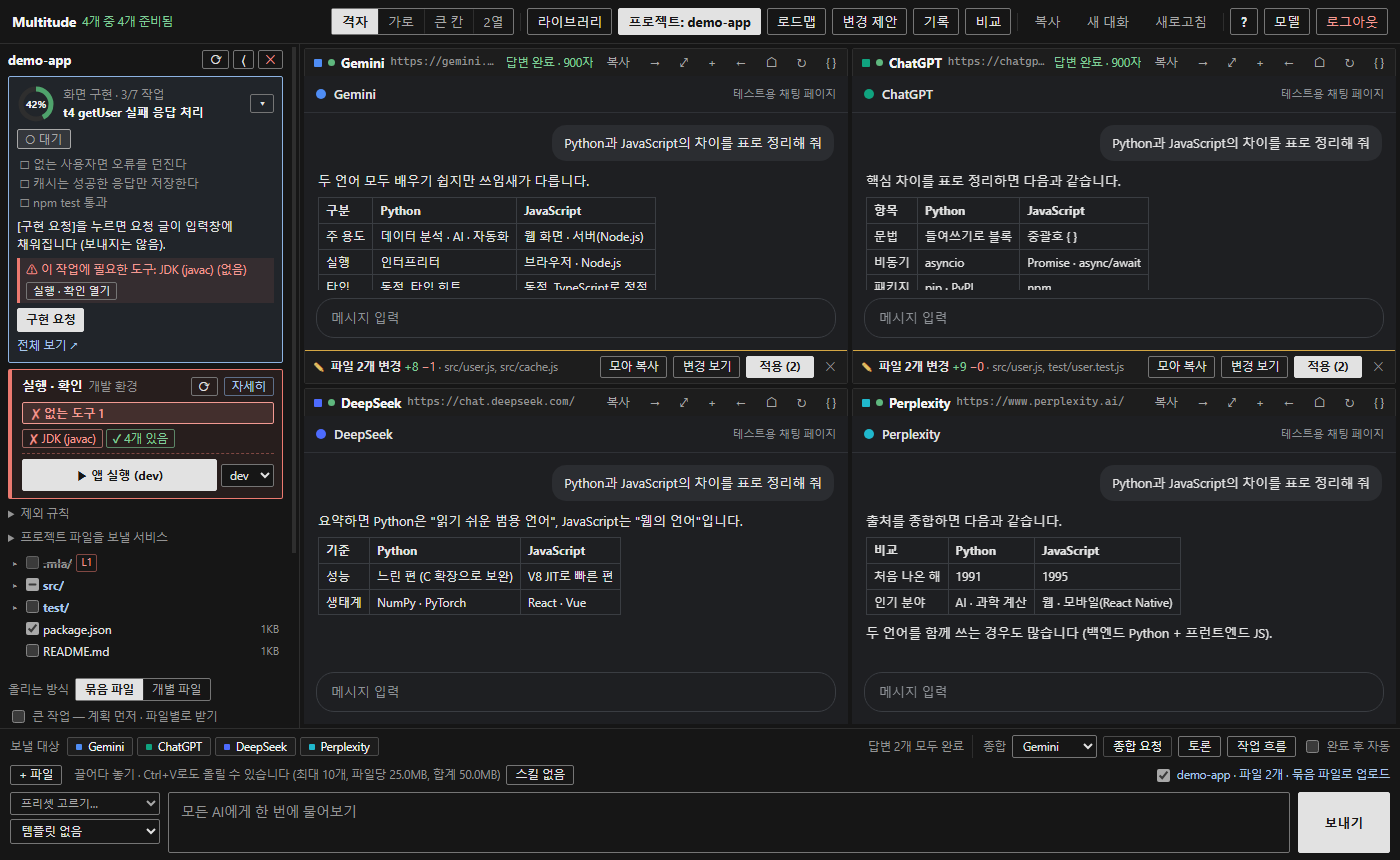 Multitude 4개 중 4개 준비됨 격자 가로 큰 칸 2열 라이브러리 프로젝트: demo-app 로드맵 변경 제안 기록 비교 복사 새 대화 새로고침 ? 모델 로그아웃
demo-app
42% 화면 구현 · 3/7 작업
t4 getUser 실패 응답 처리
○ 대기
없는 사용자면 오류를 던진다
캐시는 성공한 응답만 저장한다
npm test 통과
[구현 요청]을 누르면 요청 글이 입력창에
채워집니다 (보내지는 않음).
⚠ 이 작업에 필요한 도구: JDK (javac) (없음)
실행 · 확인 열기
구현 요청
전체 보기 ↗
실행 · 확인 개발 환경 자세히
✗ 없는 도구 1
✗ JDK (javac) ✓ 4개 있음
▶ 앱 실행 (dev) dev
▶ 제외 규칙
▶ 프로젝트 파일을 보낼 서비스
.mla/ L1
src/
test/
package.json 1KB
README.md 1KB
올리는 방식 묶음 파일 개별 파일
큰 작업 — 계획 먼저 · 파일별로 받기
Gemini https://gemini.… 답변 완료 · 900자 복사 → ⤢ + ← ↻ { }
Gemini 테스트용 채팅 페이지
Python과 JavaScript의 차이를 표로 정리해 줘
두 언어 모두 배우기 쉽지만 쓰임새가 다릅니다.
구분 Python JavaScript
주 용도 데이터 분석 · AI · 자동화 웹 화면 · 서버(Node.js)
실행 인터프리터 브라우저 · Node.js
타입 동적, 타입 힌트 동적, TypeScript로 정적
메시지 입력
파일 2개 변경 +8 −1 · src/user.js, src/cache.js 모아 복사 변경 보기 적용 (2) ✕
ChatGPT https://chatgp… 답변 완료 · 900자 복사 → ⤢ + ← ↻ { }
ChatGPT 테스트용 채팅 페이지
Python과 JavaScript의 차이를 표로 정리해 줘
핵심 차이를 표로 정리하면 다음과 같습니다.
항목 Python JavaScript
문법 들여쓰기로 블록 중괄호 { }
비동기 asyncio Promise · async/await
패키지 pip · PyPI npm
메시지 입력
파일 2개 변경 +9 −0 · src/user.js, test/user.test.js 모아 복사 변경 보기 적용 (2) ✕
DeepSeek https://chat.deepseek.com/ 복사 → ⤢ + ← ↻ { }
DeepSeek 테스트용 채팅 페이지
Python과 JavaScript의 차이를 표로 정리해 줘
요약하면 Python은 "읽기 쉬운 범용 언어", JavaScript는 "웹의 언어"입니다.
기준 Python JavaScript
성능 느린 편 (C 확장으로 보완) V8 JIT로 빠른 편
생태계 NumPy · PyTorch React · Vue
메시지 입력
Perplexity https://www.perplexity.ai/ 복사 → ⤢ + ← ↻ { }
Perplexity 테스트용 채팅 페이지
Python과 JavaScript의 차이를 표로 정리해 줘
출처를 종합하면 다음과 같습니다.
비교 Python JavaScript
처음 나온 해 1991 1995
인기 분야 AI · 과학 계산 웹 · 모바일(React Native)
두 언어를 함께 쓰는 경우도 많습니다 (백엔드 Python + 프런트엔드 JS).
메시지 입력
보낼 대상 Gemini ChatGPT DeepSeek Perplexity 답변 2개 모두 완료 종합 Gemini 종합 요청 토론 작업 흐름 완료 후 자동
+ 파일 끌어다 놓기 · Ctrl+V로도 올릴 수 있습니다 (최대 10개, 파일당 25.0MB, 합계 50.0MB) 스킬 없음 demo-app · 파일 2개 · 묶음 파일로 업로드
프리셋 고르기... 모든 AI에게 한 번에 물어보기 보내기
템플릿 없음